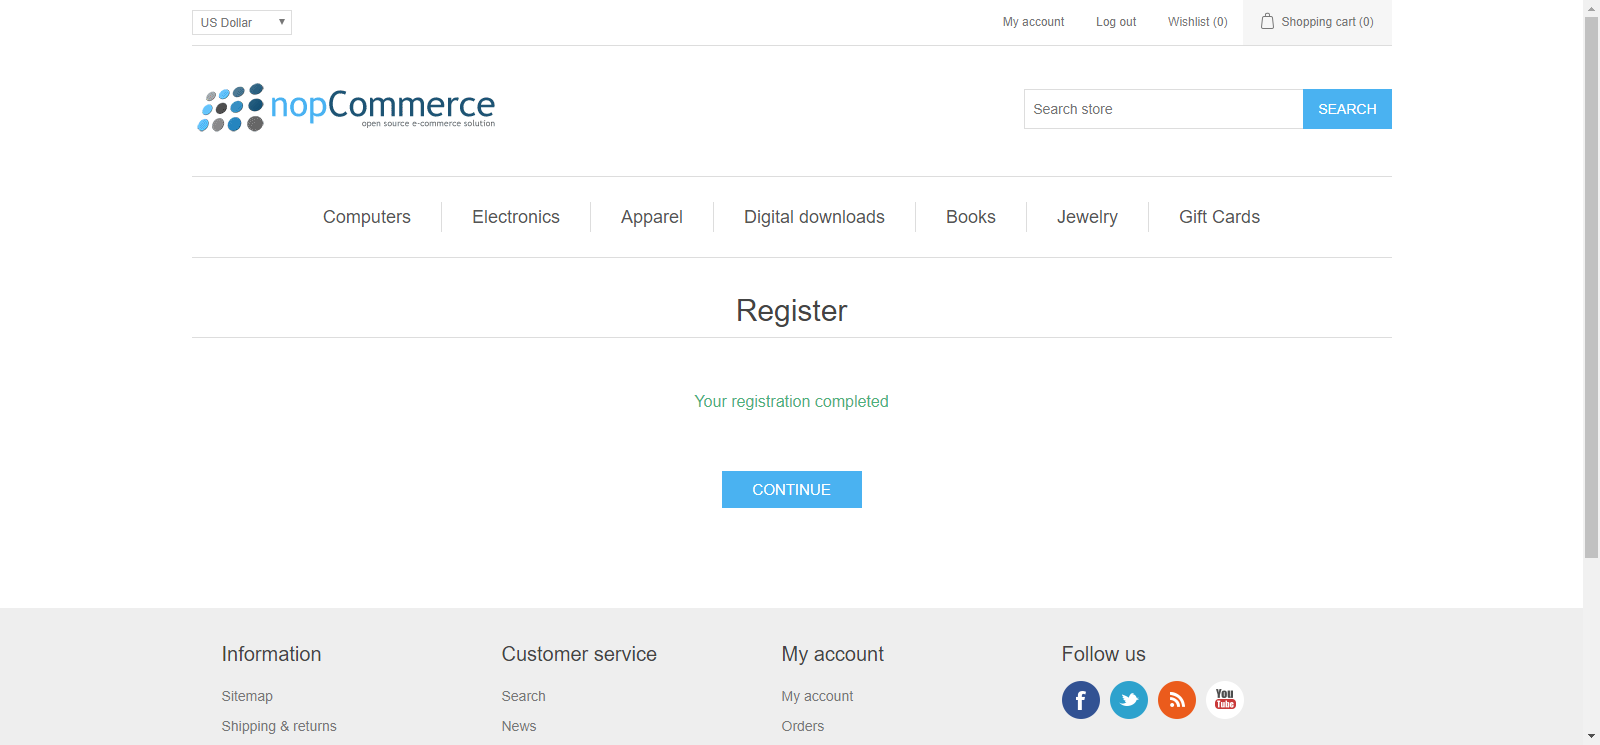 US Dollar
My account
Log out
Wishlist (0)
Shopping cart (0)
nopCommerce
open source e-commerce solution
Search store
SEARCH
Computers
Electronics
Apparel
Digital downloads
Books
Jewelry
Gift Cards
Register
Your registration completed
CONTINUE
Information
Sitemap
Shipping & returns
Customer service
Search
News
My account
My account
Orders
Follow us
f
You
Tube